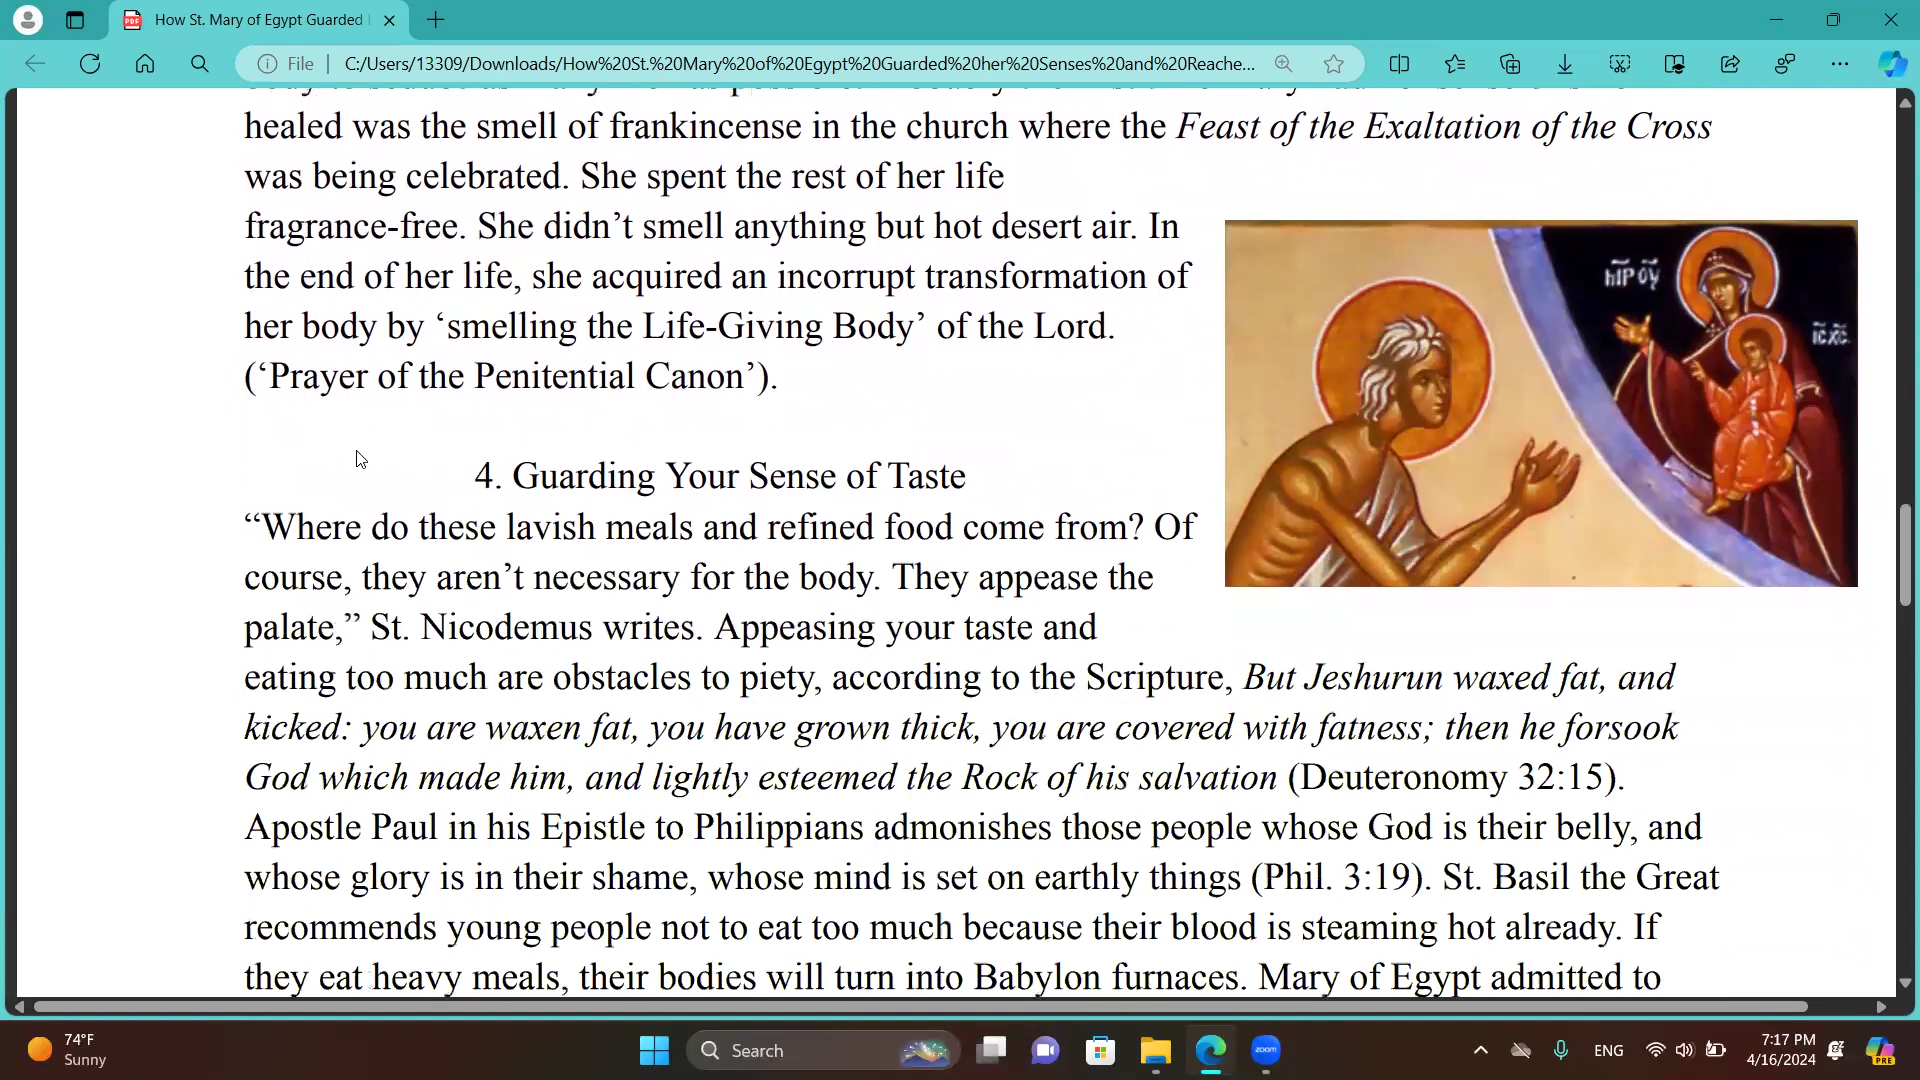 How St. Mary of Egypt Guarded
File
C:/Users/13309/Downloads/How%20St.%20Mary%20of%20Egypt%20Guarded%20her%20Senses%20and%20Reache...
healed was the smell of frankincense in the church where the Feast of the Exaltation of the Cross
was being celebrated. She spent the rest of her life
fragrance-free. She didn’t smell anything but hot desert air. In
the end of her life, she acquired an incorrupt transformation of
her body by ‘smelling the Life-Giving Body’ of the Lord.
(‘Prayer of the Penitential Canon’).
4. Guarding Your Sense of Taste
“Where do these lavish meals and refined food come from? Of
course, they aren’t necessary for the body. They appease the
palate,” St. Nicodemus writes. Appeasing your taste and
eating too much are obstacles to piety, according to the Scripture, But Jeshurun waxed fat, and
kicked: you are waxen fat, you have grown thick, you are covered with fatness; then he forsook
God which made him, and lightly esteemed the Rock of his salvation (Deuteronomy 32:15).
Apostle Paul in his Epistle to Philippians admonishes those people whose God is their belly, and
whose glory is in their shame, whose mind is set on earthly things (Phil. 3:19). St. Basil the Great
recommends young people not to eat too much because their blood is steaming hot already. If
they eat heavy meals, their bodies will turn into Babylon furnaces. Mary of Egypt admitted to
74°F
Sunny
Search
zoom
ENG
7:17 PM
4/16/2024
PRE